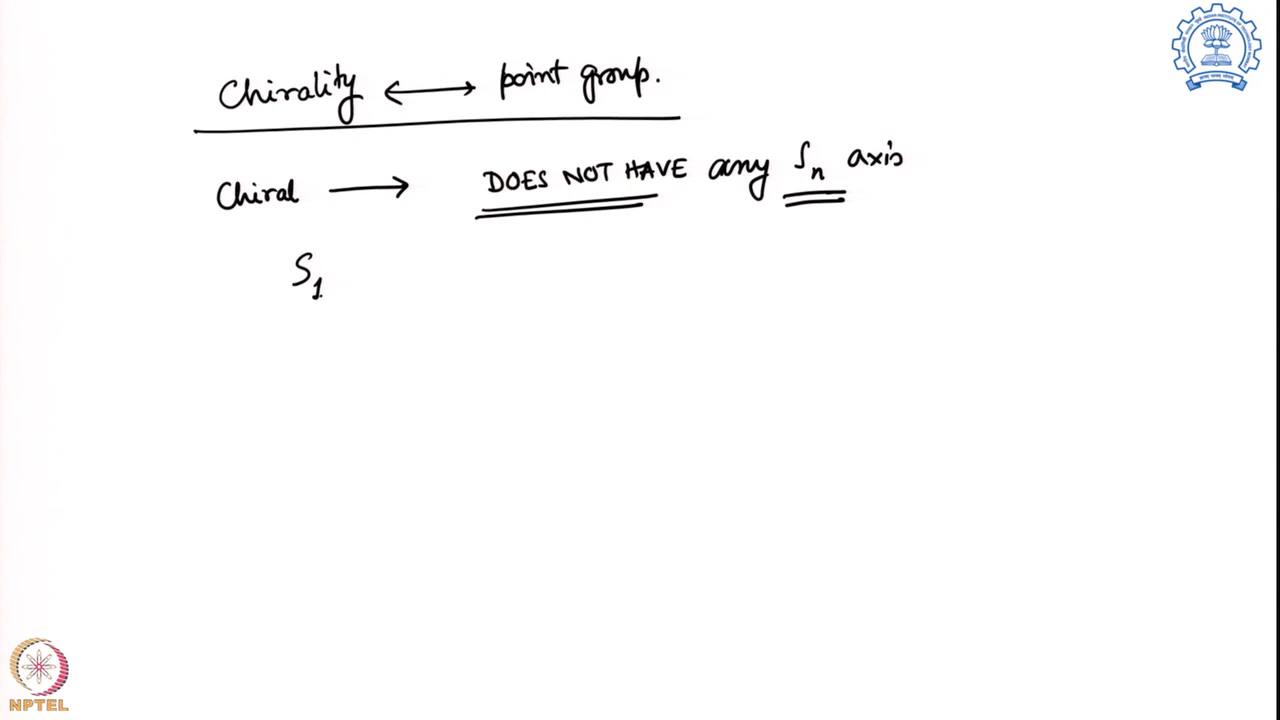 Chirality ⟷ point group.
Chiral ⟶ DOES NOT HAVE any Sn axis
S1
NPTEL